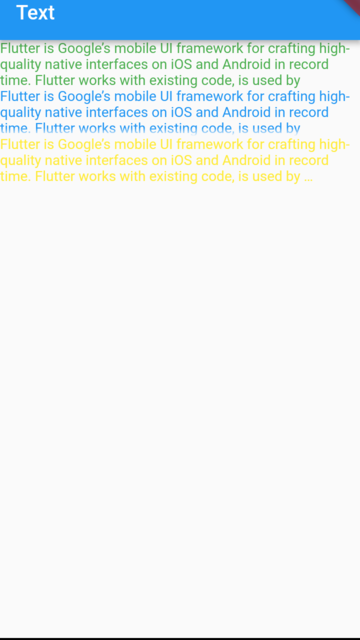 Text
Flutter is Google’s mobile UI framework for crafting high-
quality native interfaces on iOS and Android in record
time. Flutter works with existing code, is used by
Flutter is Google’s mobile UI framework for crafting high-
quality native interfaces on iOS and Android in record
time. Flutter works with existing code, is used by
Flutter is Google’s mobile UI framework for crafting high-
quality native interfaces on iOS and Android in record
time. Flutter works with existing code, is used by …